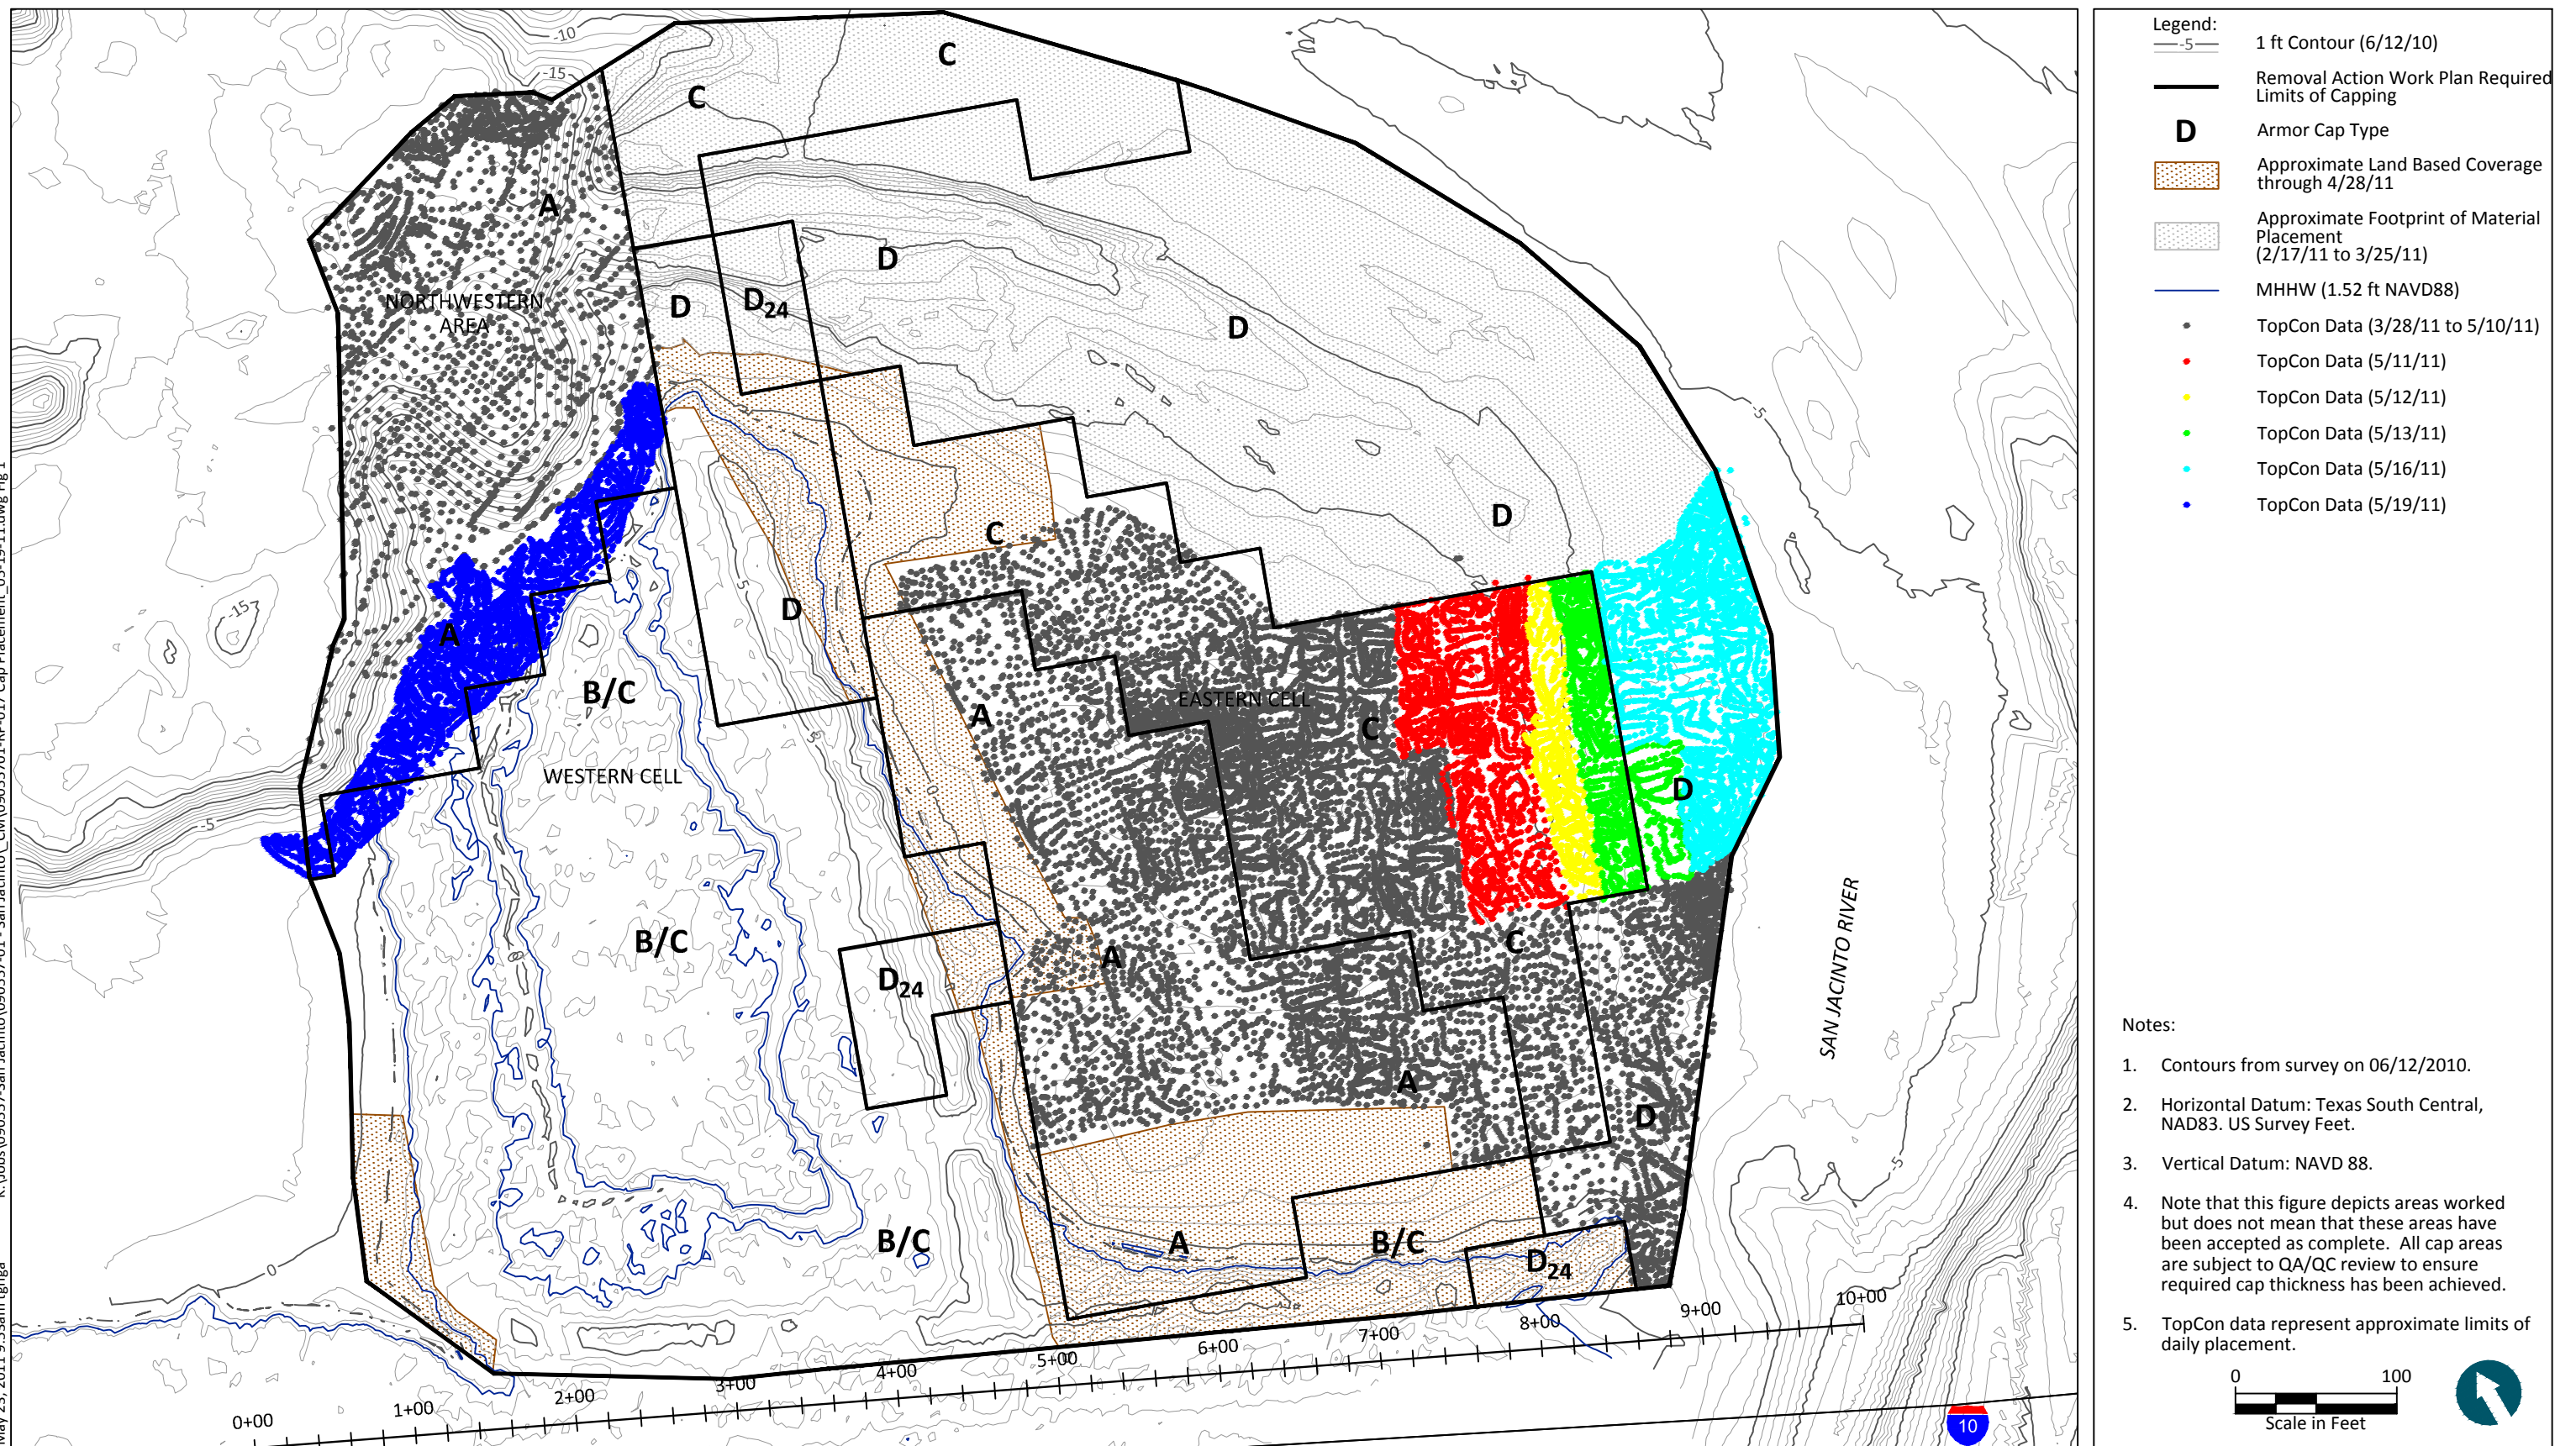 -10
-15
C
C
A
D
D
D24
D
NORTHWESTERN
AREA
-5
D
C
-15
A
D
B/C
-5
A
EASTERN CELL
C
-5
WESTERN CELL
D
0
-5
B/C
D24
A
C
SAN JACINTO RIVER
A
D
-5
B/C
A
B/C
D24
0
0+00
1+00
2+00
3+00
4+00
5+00
6+00
7+00
8+00
9+00
10+00
10
Legend:
-5
1 ft Contour (6/12/10)
Removal Action Work Plan Required
Limits of Capping
D
Armor Cap Type
Approximate Land Based Coverage
through 4/28/11
Approximate Footprint of Material
Placement
(2/17/11 to 3/25/11)
MHHW (1.52 ft NAVD88)
TopCon Data (3/28/11 to 5/10/11)
TopCon Data (5/11/11)
TopCon Data (5/12/11)
TopCon Data (5/13/11)
TopCon Data (5/16/11)
TopCon Data (5/19/11)
Notes:
1. Contours from survey on 06/12/2010.
2. Horizontal Datum: Texas South Central,
NAD83. US Survey Feet.
3. Vertical Datum: NAVD 88.
4. Note that this figure depicts areas worked
but does not mean that these areas have
been accepted as complete. All cap areas
are subject to QA/QC review to ensure
required cap thickness has been achieved.
5. TopCon data represent approximate limits of
daily placement.
0 100
Scale in Feet